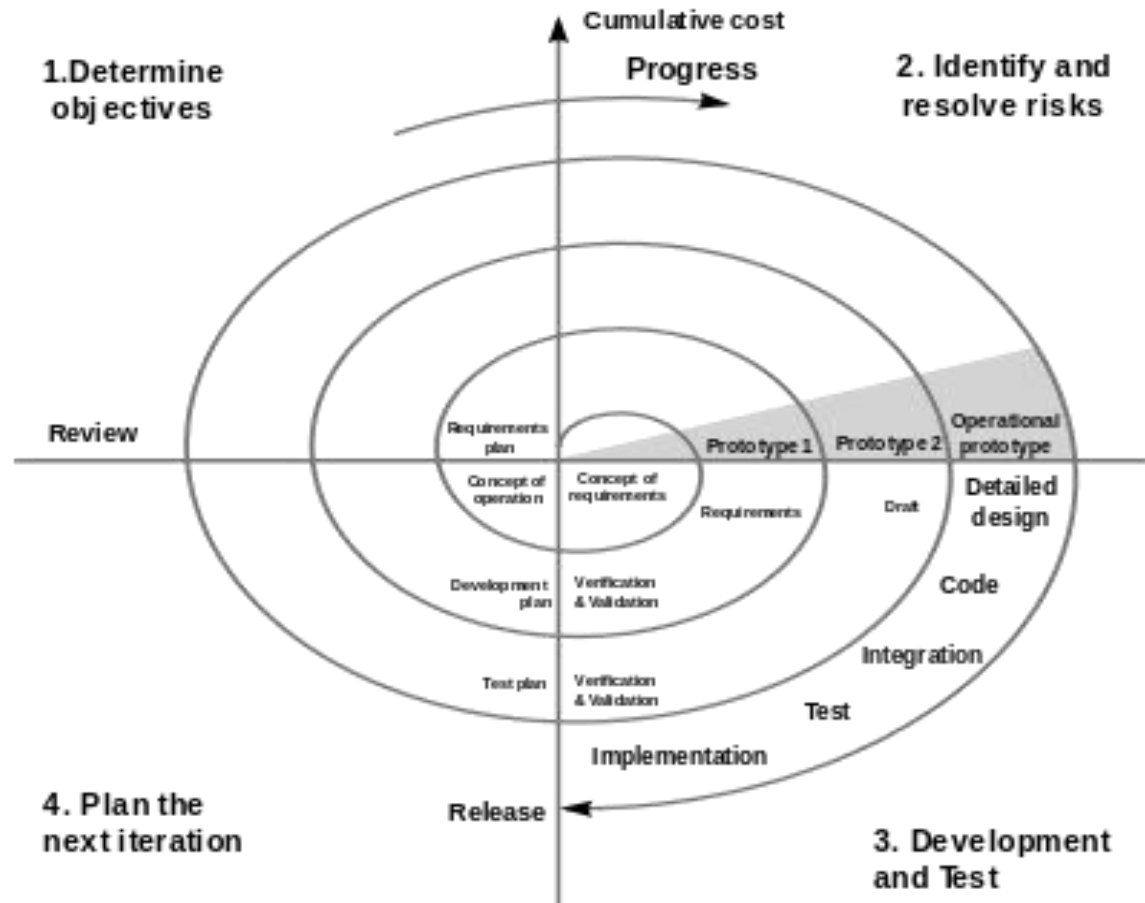 Cumulative cost
Progress
1.Determine
objectives
2. Identify and
resolve risks
Review
Requirements
plan
Prototype 1
Prototype 2
Operational
prototype
Concept of
operation
Concept of
requirements
Requirements
Draft
Detailed
design
Development
plan
Verification
& Validation
Code
Integration
Test plan
Verification
& Validation
Test
Implementation
Release
4. Plan the
next iteration
3. Development
and Test